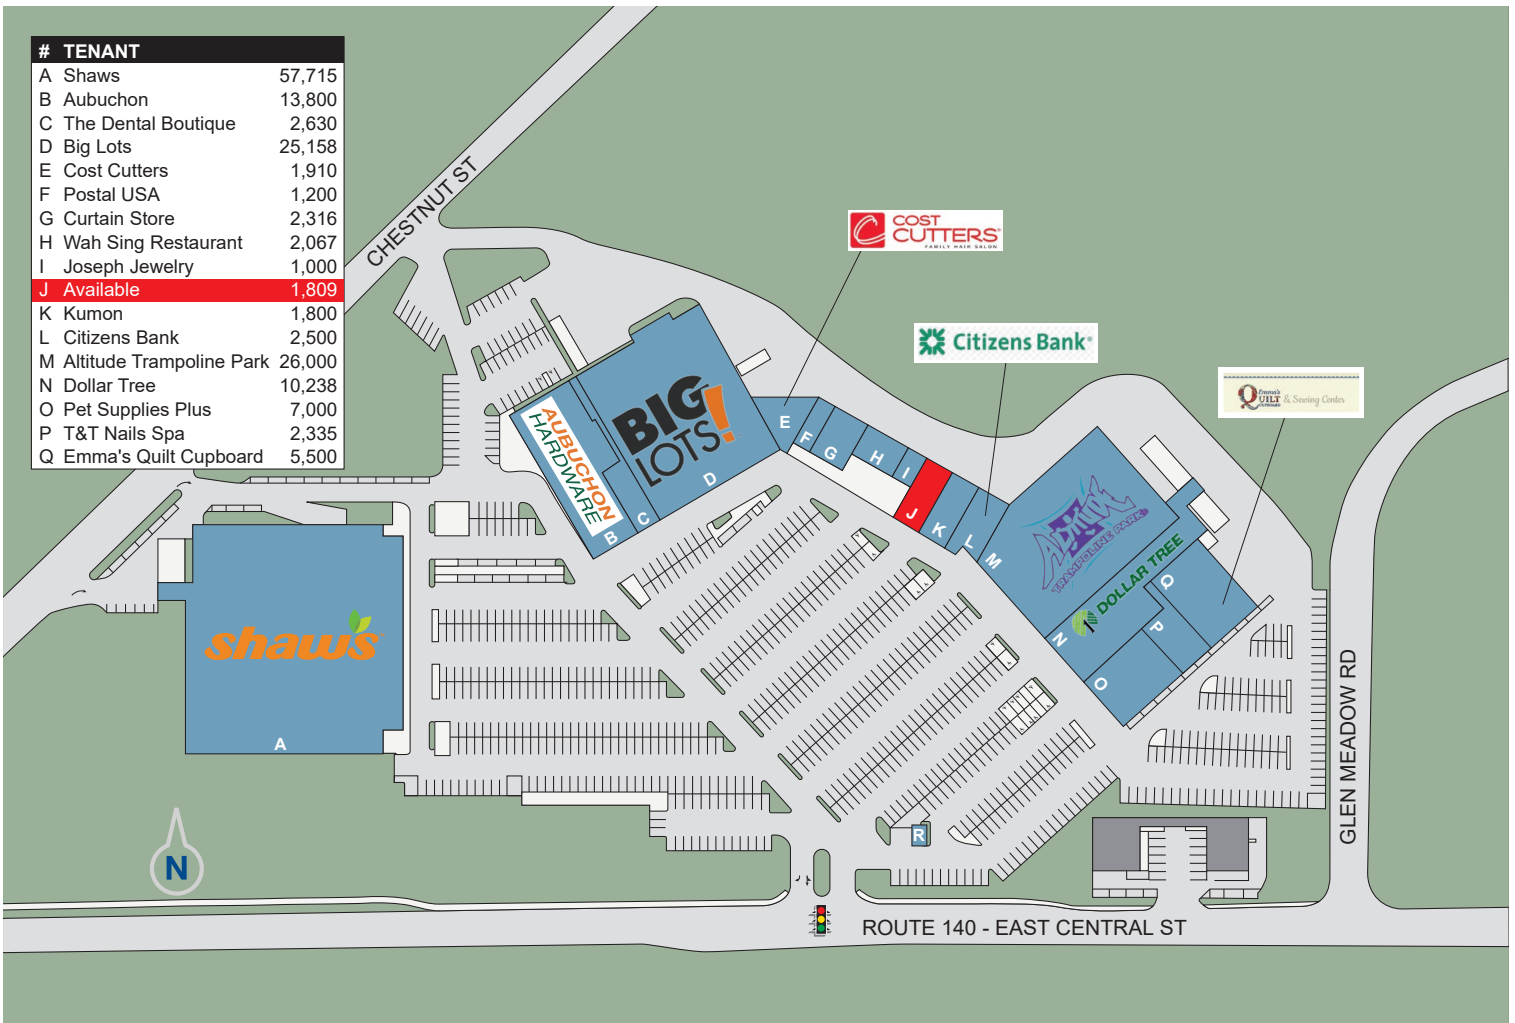 # TENANT
A Shaws 57,715
B Aubuchon 13,800
C The Dental Boutique 2,630
D Big Lots 25,158
E Cost Cutters 1,910
F Postal USA 1,200
G Curtain Store 2,316
H Wah Sing Restaurant 2,067
I Joseph Jewelry 1,000
J Available 1,809
K Kumon 1,800
L Citizens Bank 2,500
M Altitude Trampoline Park 26,000
N Dollar Tree 10,238
O Pet Supplies Plus 7,000
P T&T Nails Spa 2,335
Q Emma's Quilt Cupboard 5,500
CHESTNUT ST
COST
CUTTERS
FAMILY HAIR SALON
Citizens Bank
Emma's
QUILT
CUPBOARD
& Sewing Center
AUBUCHON
HARDWARE
BIG
LOTS!
shaw's
ALTITUDE
TRAMPOLINE PARK
DOLLAR TREE
A
B
C
D
E
F
G
H
I
J
K
L
M
N
O
P
Q
R
N
GLEN MEADOW RD
ROUTE 140 - EAST CENTRAL ST